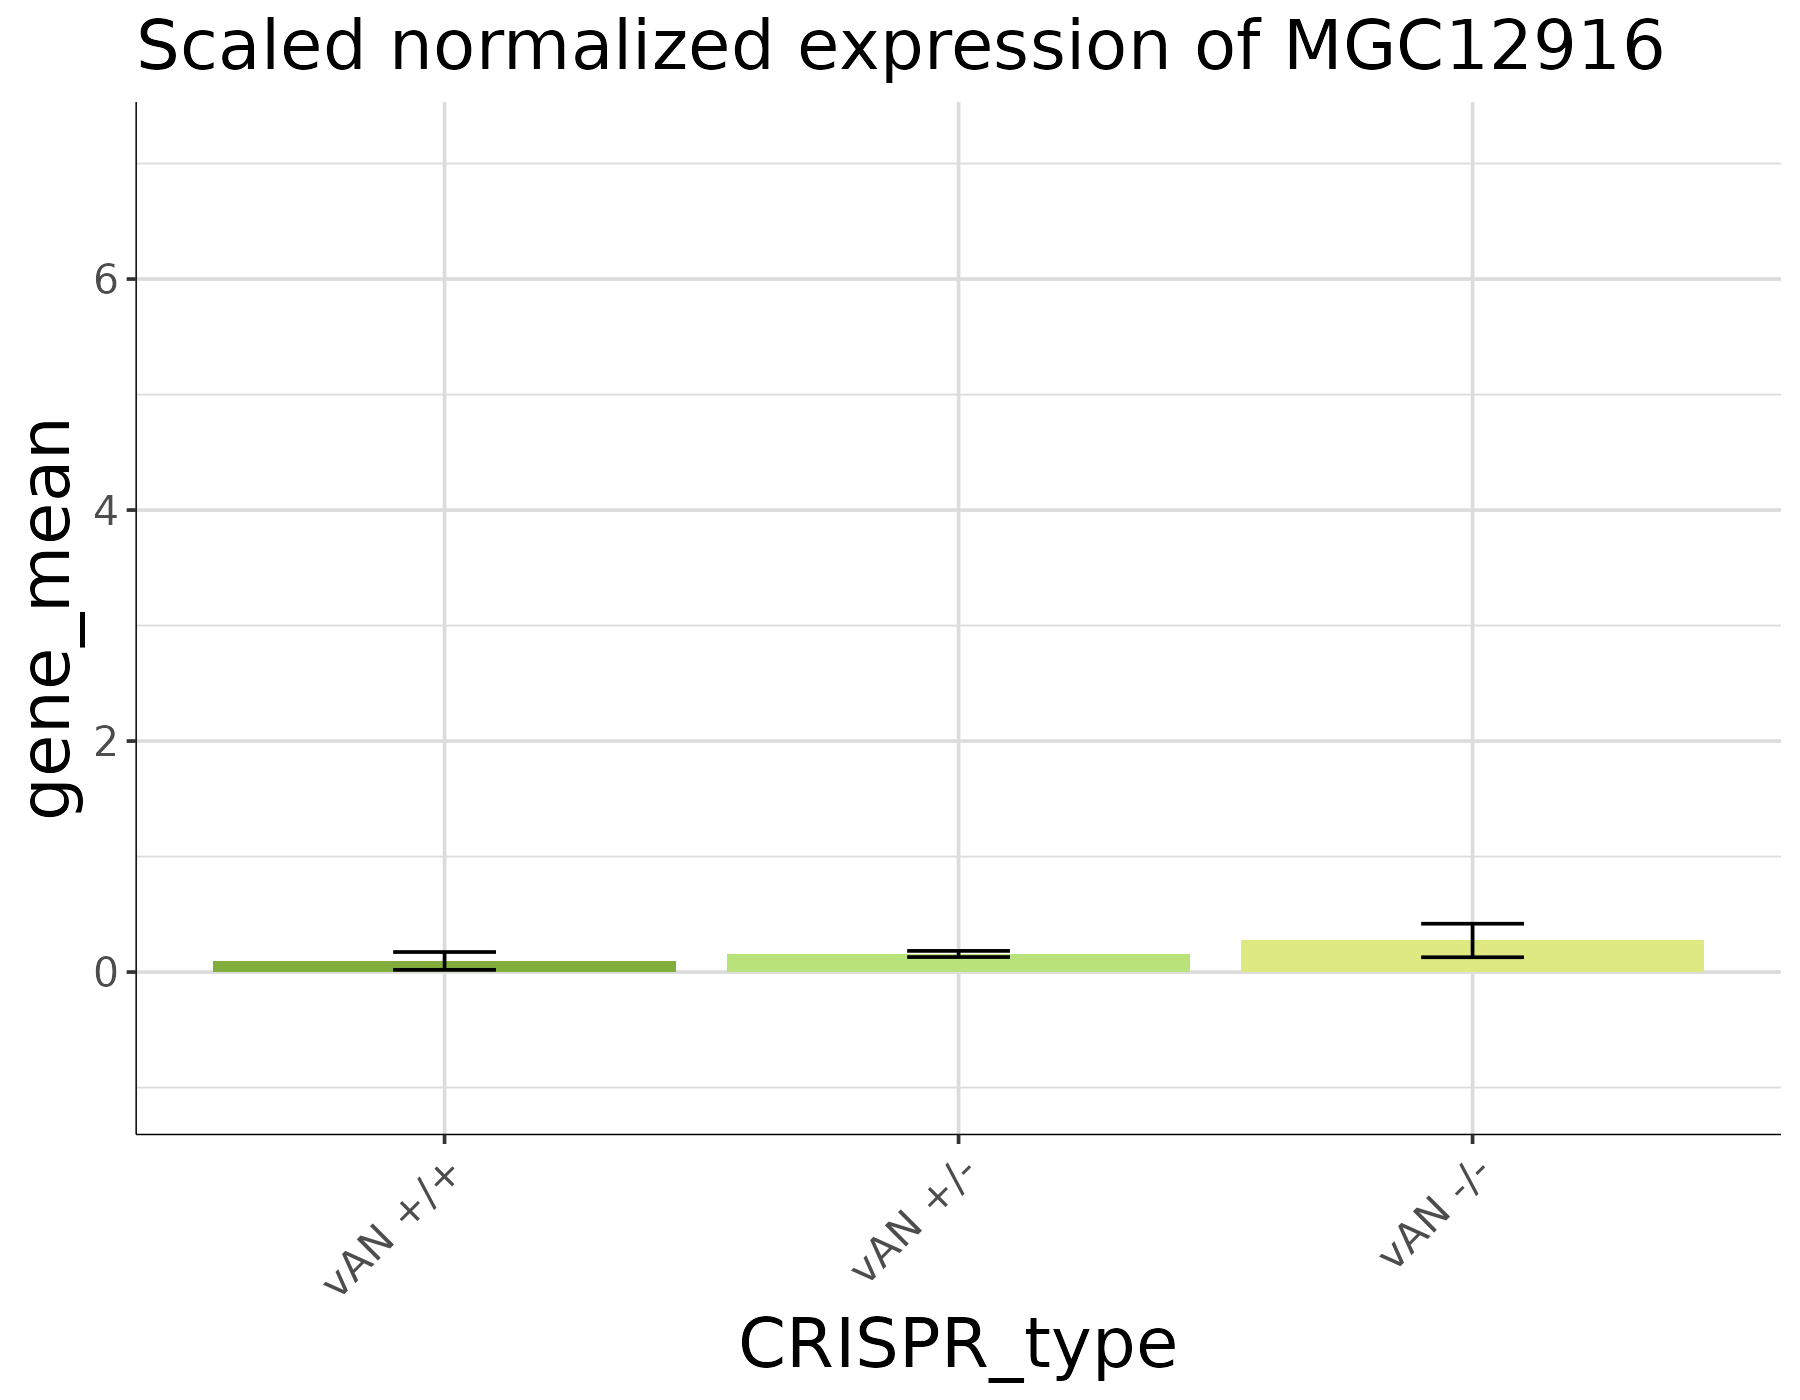 Scaled normalized expression of MGC12916
gene_mean
6
4
2
0
vAN +/+
vAN +/-
vAN -/-
CRISPR_type